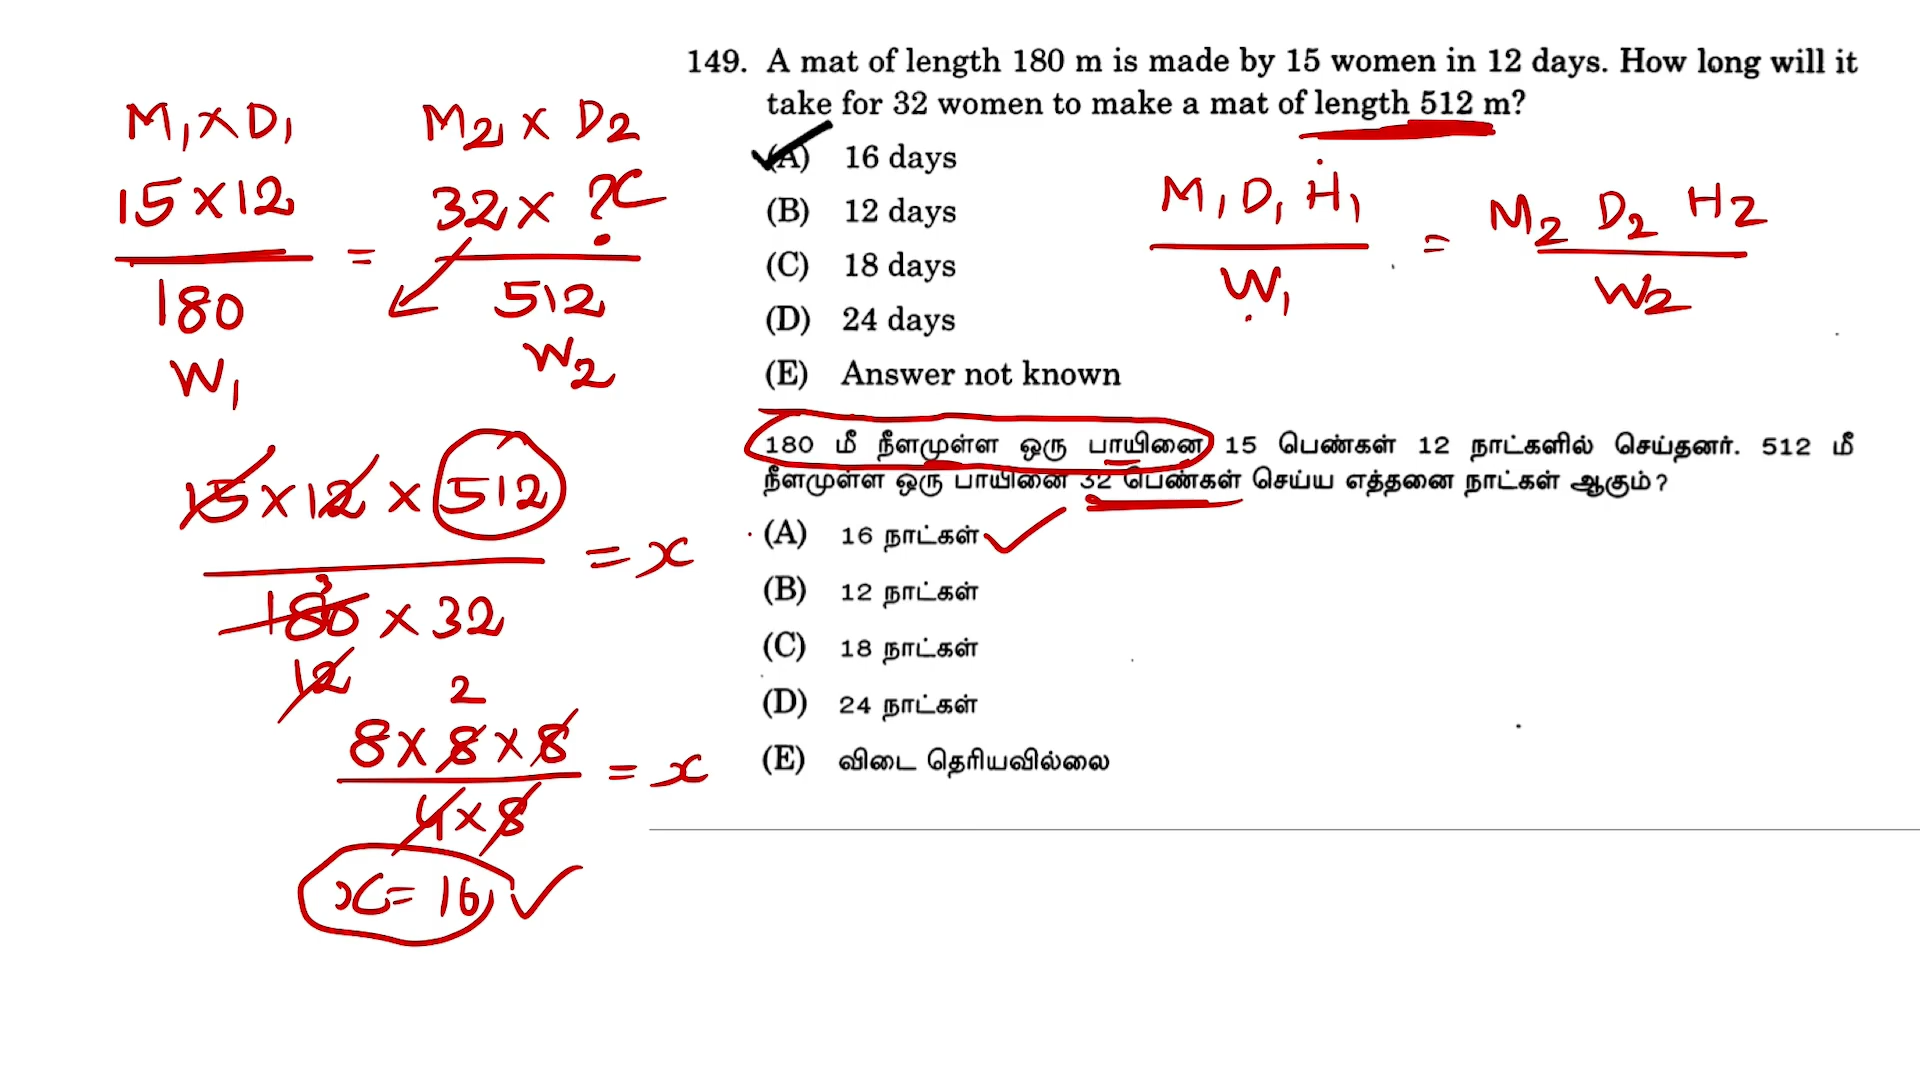 149. A mat of length 180 m is made by 15 women in 12 days. How long will it
take for 32 women to make a mat of length 512 m?
(A) 16 days
(B) 12 days
(C) 18 days
(D) 24 days
(E) Answer not known
180 மீ நீளமுள்ள ஒரு பாயினை 15 பெண்கள் 12 நாட்களில் செய்தனர். 512 மீ
நீளமுள்ள ஒரு பாயினை 32 பெண்கள் செய்ய எத்தனை நாட்கள் ஆகும்?
(A) 16 நாட்கள்
(B) 12 நாட்கள்
(C) 18 நாட்கள்
(D) 24 நாட்கள்
(E) விடை தெரியவில்லை
M1 x D1 M2 x D2
15 x 12 = 32 x x
180 512
W1 W2
15 x 12 x 512 = x
3
180 x 32
12
2
8 x 8 x 8 = x
4 x 8
x = 16
M1 D1 H1 = M2 D2 H2
W1 W2